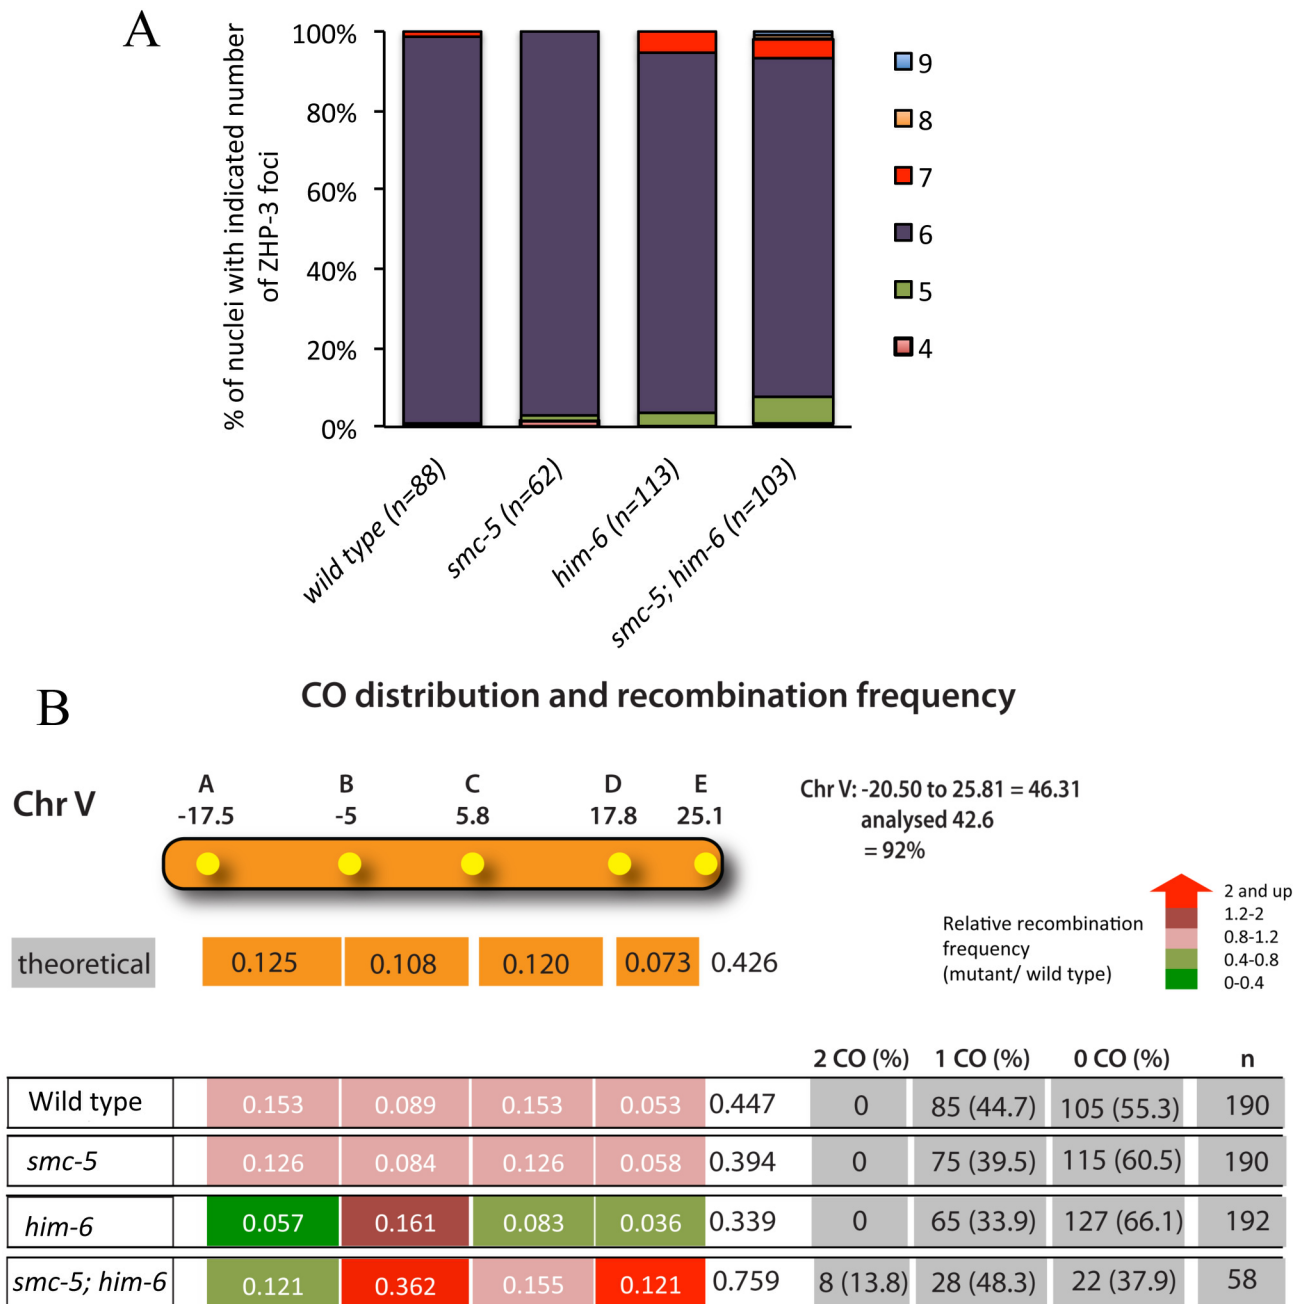 A
% of nuclei with indicated number
of ZHP-3 foci
100%
80%
60%
40%
20%
0%
wild type (n=88)
smc-5 (n=62)
him-6 (n=113)
smc-5; him-6 (n=103)
9
8
7
6
5
4
B
CO distribution and recombination frequency
Chr V
A B C D E
-17.5 -5 5.8 17.8 25.1
Chr V: -20.50 to 25.81 = 46.31
analysed 42.6
= 92%
theoretical 0.125 0.108 0.120 0.073 0.426
Relative recombination
frequency
(mutant/ wild type)
2 and up
1.2-2
0.8-1.2
0.4-0.8
0-0.4
2 CO (%) 1 CO (%) 0 CO (%) n
Wild type 0.153 0.089 0.153 0.053 0.447 0 85 (44.7) 105 (55.3) 190
smc-5 0.126 0.084 0.126 0.058 0.394 0 75 (39.5) 115 (60.5) 190
him-6 0.057 0.161 0.083 0.036 0.339 0 65 (33.9) 127 (66.1) 192
smc-5; him-6 0.121 0.362 0.155 0.121 0.759 8 (13.8) 28 (48.3) 22 (37.9) 58